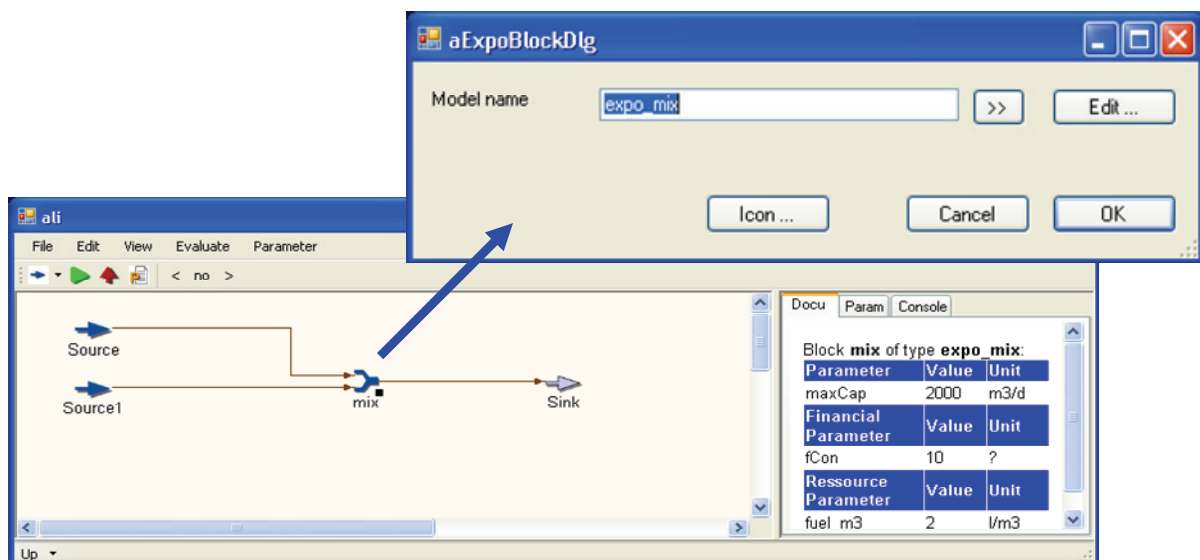 aExpoBlockDlg
Model name expo_mix >> Edit ...
Icon ... Cancel OK
ali
File Edit View Evaluate Parameter
< no >
Docu Param Console
Source
Source1
mix
Sink
Block mix of type expo_mix:
Parameter Value Unit
maxCap 2000 m3/d
Financial
Parameter Value Unit
fCon 10 ?
Ressource
Parameter Value Unit
fuel m3 2 l/m3
Up